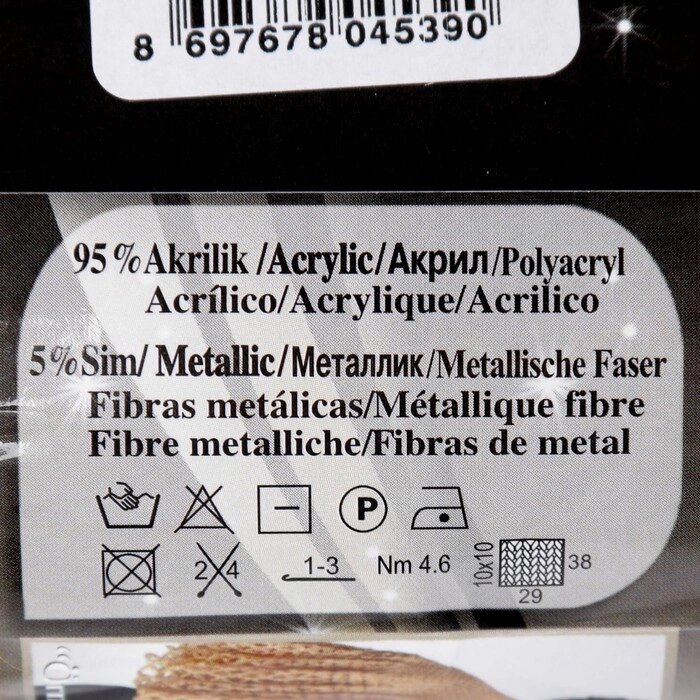 8 697678 045390
95%Akrilik/Acrylic/Акрил/Polyacryl
Acrílico/Acrylique/Acrilico
5%Sim/ Metallic/Металлик/Metallische Faser
Fibras metálicas/Métallique fibre
Fibre metalliche/Fibras de metal
P
2 4 1-3 Nm 4.6 10x10 38
29